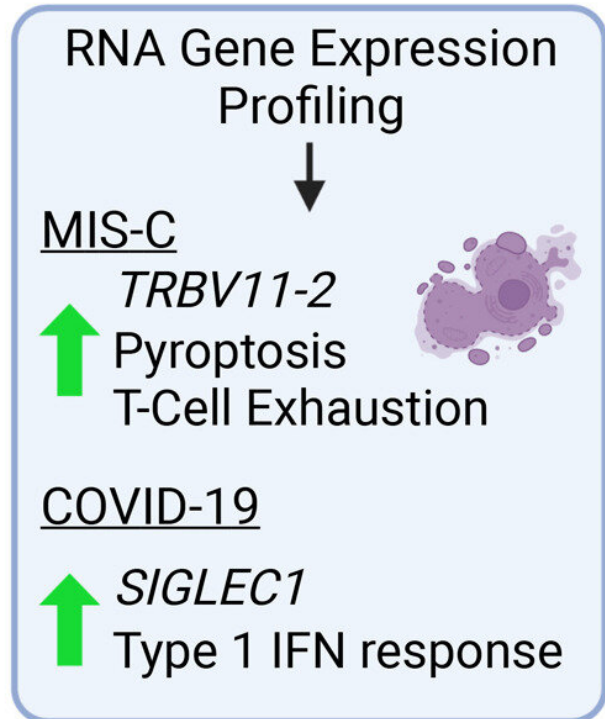 RNA Gene Expression
Profiling
MIS-C
TRBV11-2
Pyroptosis
T-Cell Exhaustion
COVID-19
SIGLEC1
Type 1 IFN response